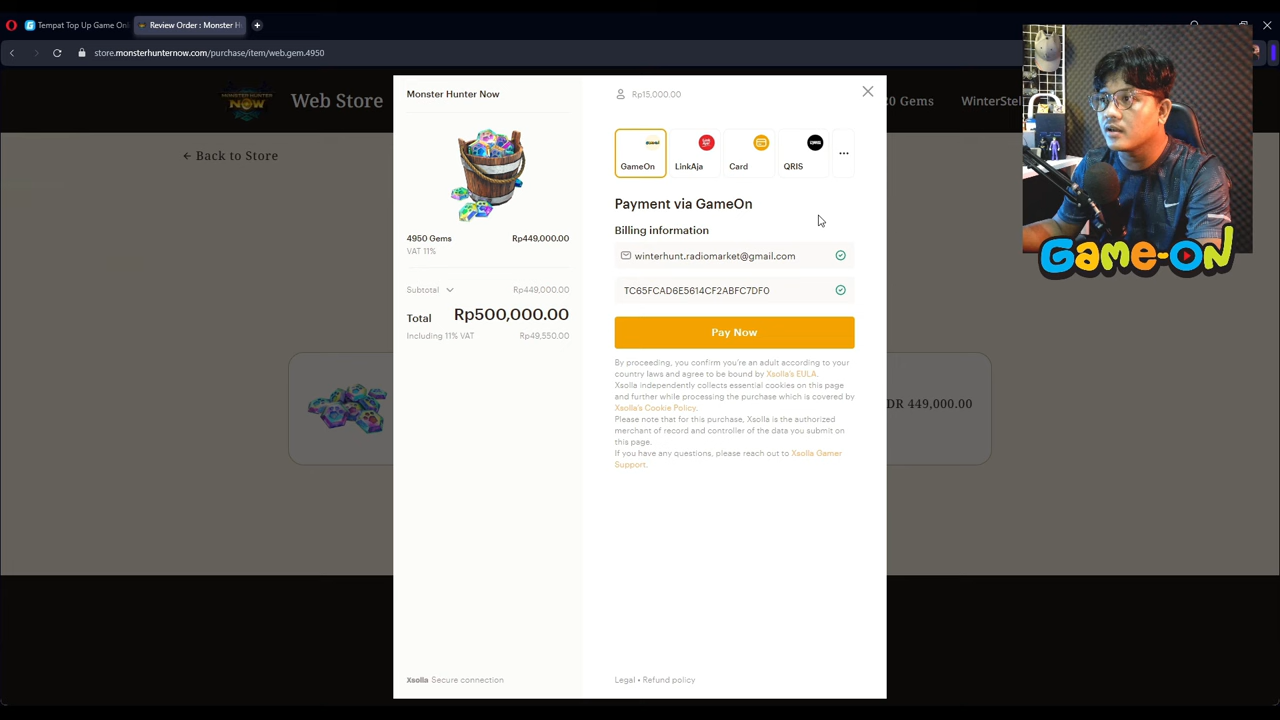 Tempat Top Up Game Onl
Review Order : Monster H
store.monsterhunternow.com/purchase/item/web.gem.4950
MONSTER HUNTER NOW
Web Store
0 Gems
WinterStel
← Back to Store
DR 449,000.00
Monster Hunter Now
4950 Gems Rp449,000.00
VAT 11%
Subtotal Rp449,000.00
Total Rp500,000.00
Including 11% VAT Rp49,550.00
Xsolla Secure connection
Rp15,000.00
GameOn LinkAja Card QRIS ...
Payment via GameOn
Billing information
winterhunt.radiomarket@gmail.com
TC65FCAD6E5614CF2ABFC7DF0
Pay Now
By proceeding, you confirm you're an adult according to your
country laws and agree to be bound by Xsolla's EULA.
Xsolla independently collects essential cookies on this page
and further while processing the purchase which is covered by
Xsolla's Cookie Policy.
Please note that for this purchase, Xsolla is the authorized
merchant of record and controller of the data you submit on
this page.
If you have any questions, please reach out to Xsolla Gamer
Support.
Legal • Refund policy
GAME-ON